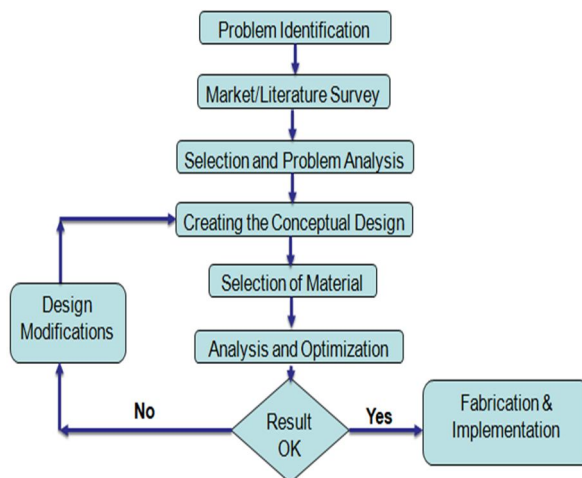 Problem Identification
Market/Literature Survey
Selection and Problem Analysis
Creating the Conceptual Design
Selection of Material
Design
Modifications
Analysis and Optimization
No
Result
OK
Yes
Fabrication &
Implementation